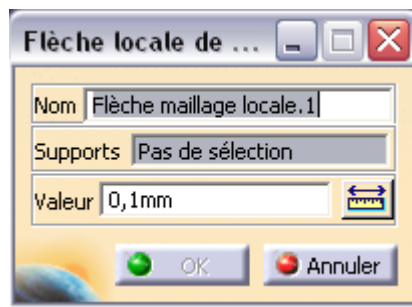 Flèche locale de ...
Nom Flèche maillage locale.1
Supports Pas de sélection
Valeur 0,1mm
OK Annuler